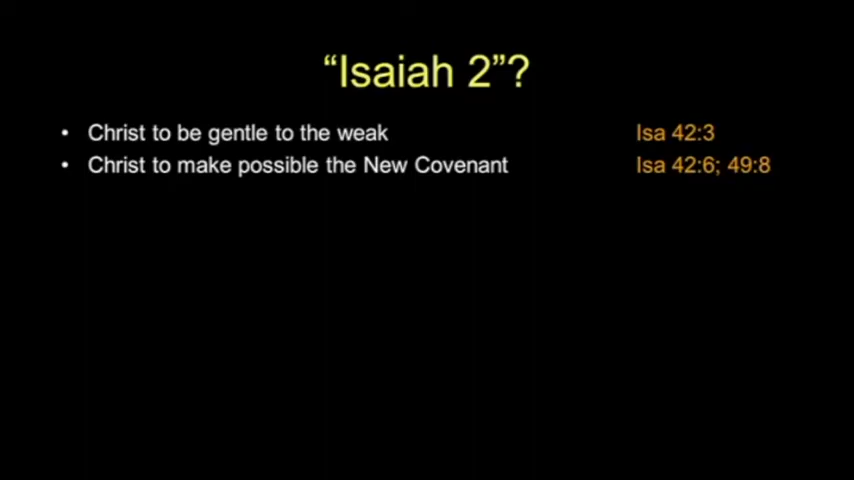 “Isaiah 2”?
• Christ to be gentle to the weak Isa 42:3
• Christ to make possible the New Covenant Isa 42:6; 49:8